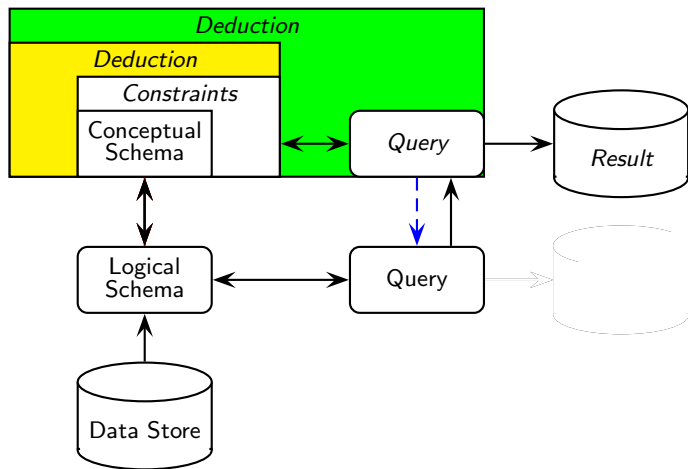 Deduction
Deduction
Constraints
Conceptual
Schema
Query
Result
Logical
Schema
Query
Data Store